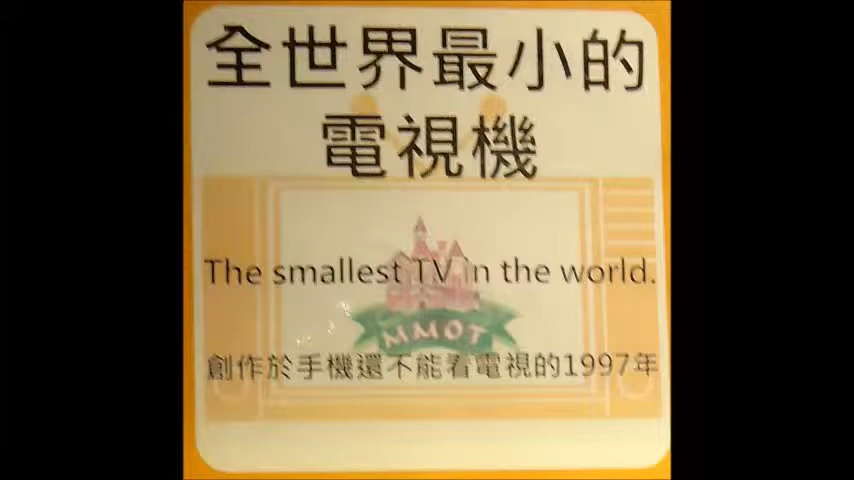 全世界最小的
電視機
The smallest TV in the world.
MMOT
創作於手機還不能看電視的1997年